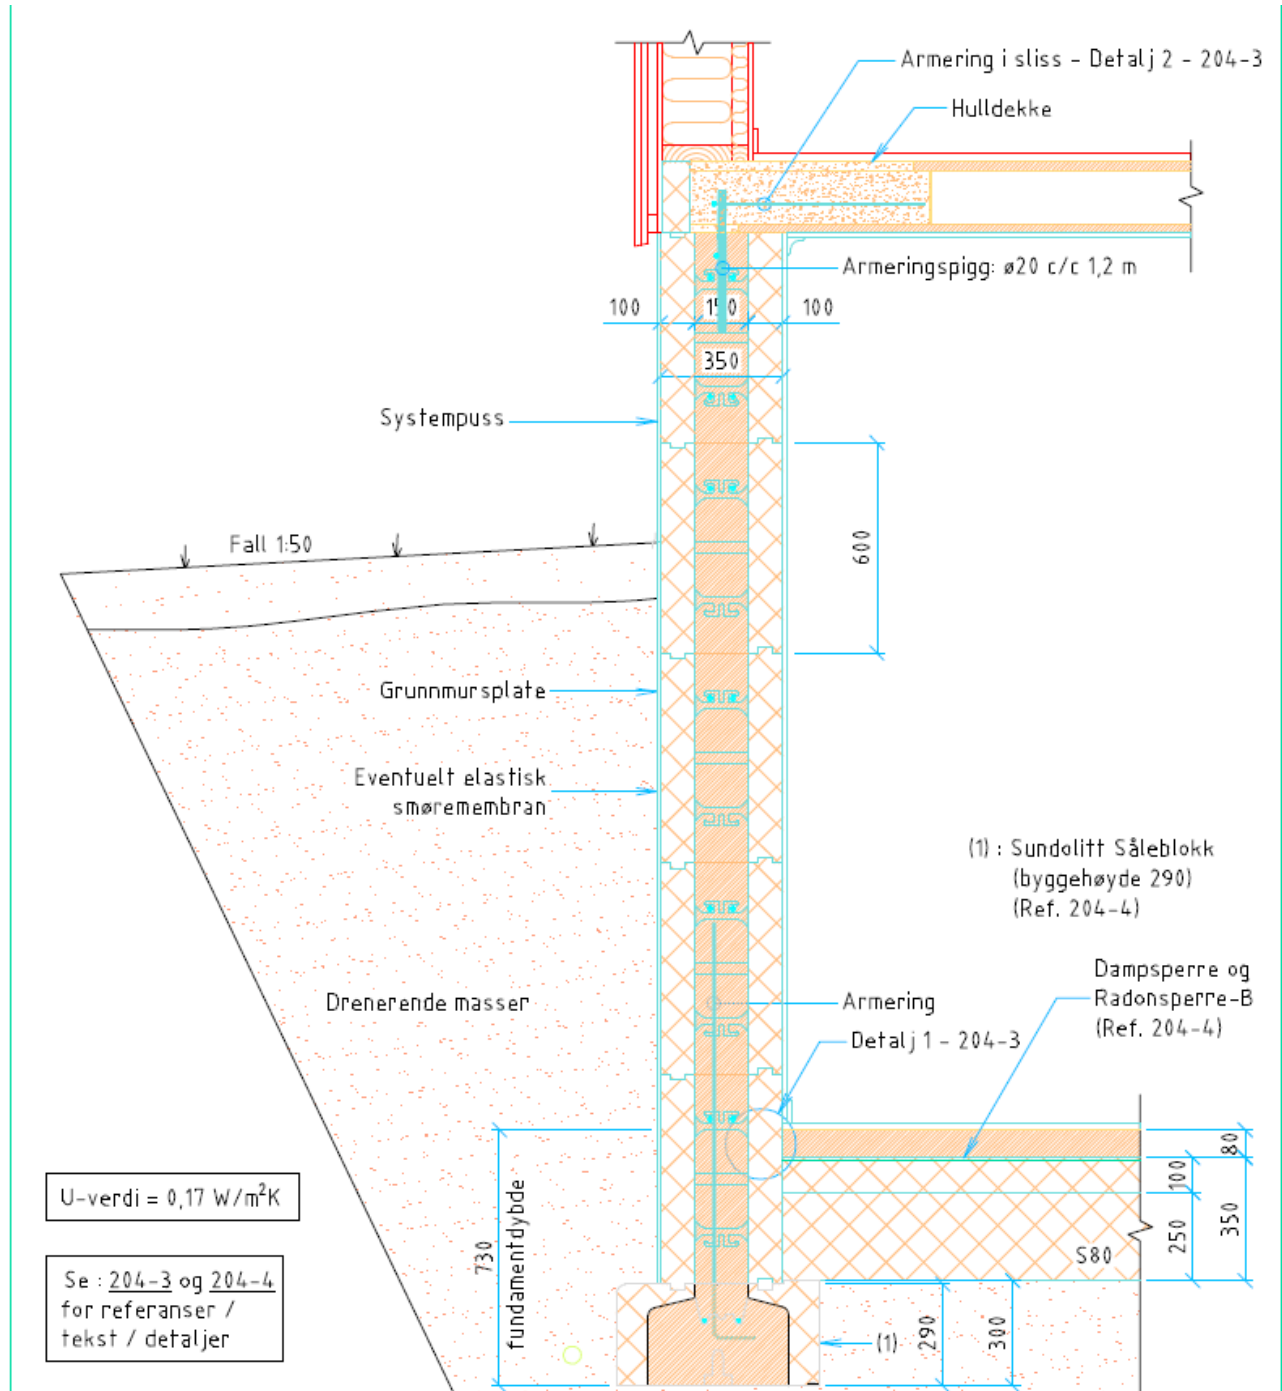 Armering i sliss - Detalj 2 - 204-3
Hulldekke
Armeringspigg: ø20 c/c 1,2 m
100
150
100
350
Systempuss
600
Fall 1:50
Grunnmursplate
Eventuelt elastisk
smøremembran
(1) : Sundolitt Såleblokk
(byggehøyde 290)
(Ref. 204-4)
Dampsperre og
Radonsperre-B
(Ref. 204-4)
Drenerende masser
Armering
Detalj 1 - 204-3
80
100
250
350
S80
730
fundamentdybde
U-verdi = 0,17 W/m²K
Se : 204-3 og 204-4
for referanser /
tekst / detaljer
(1)
290
300